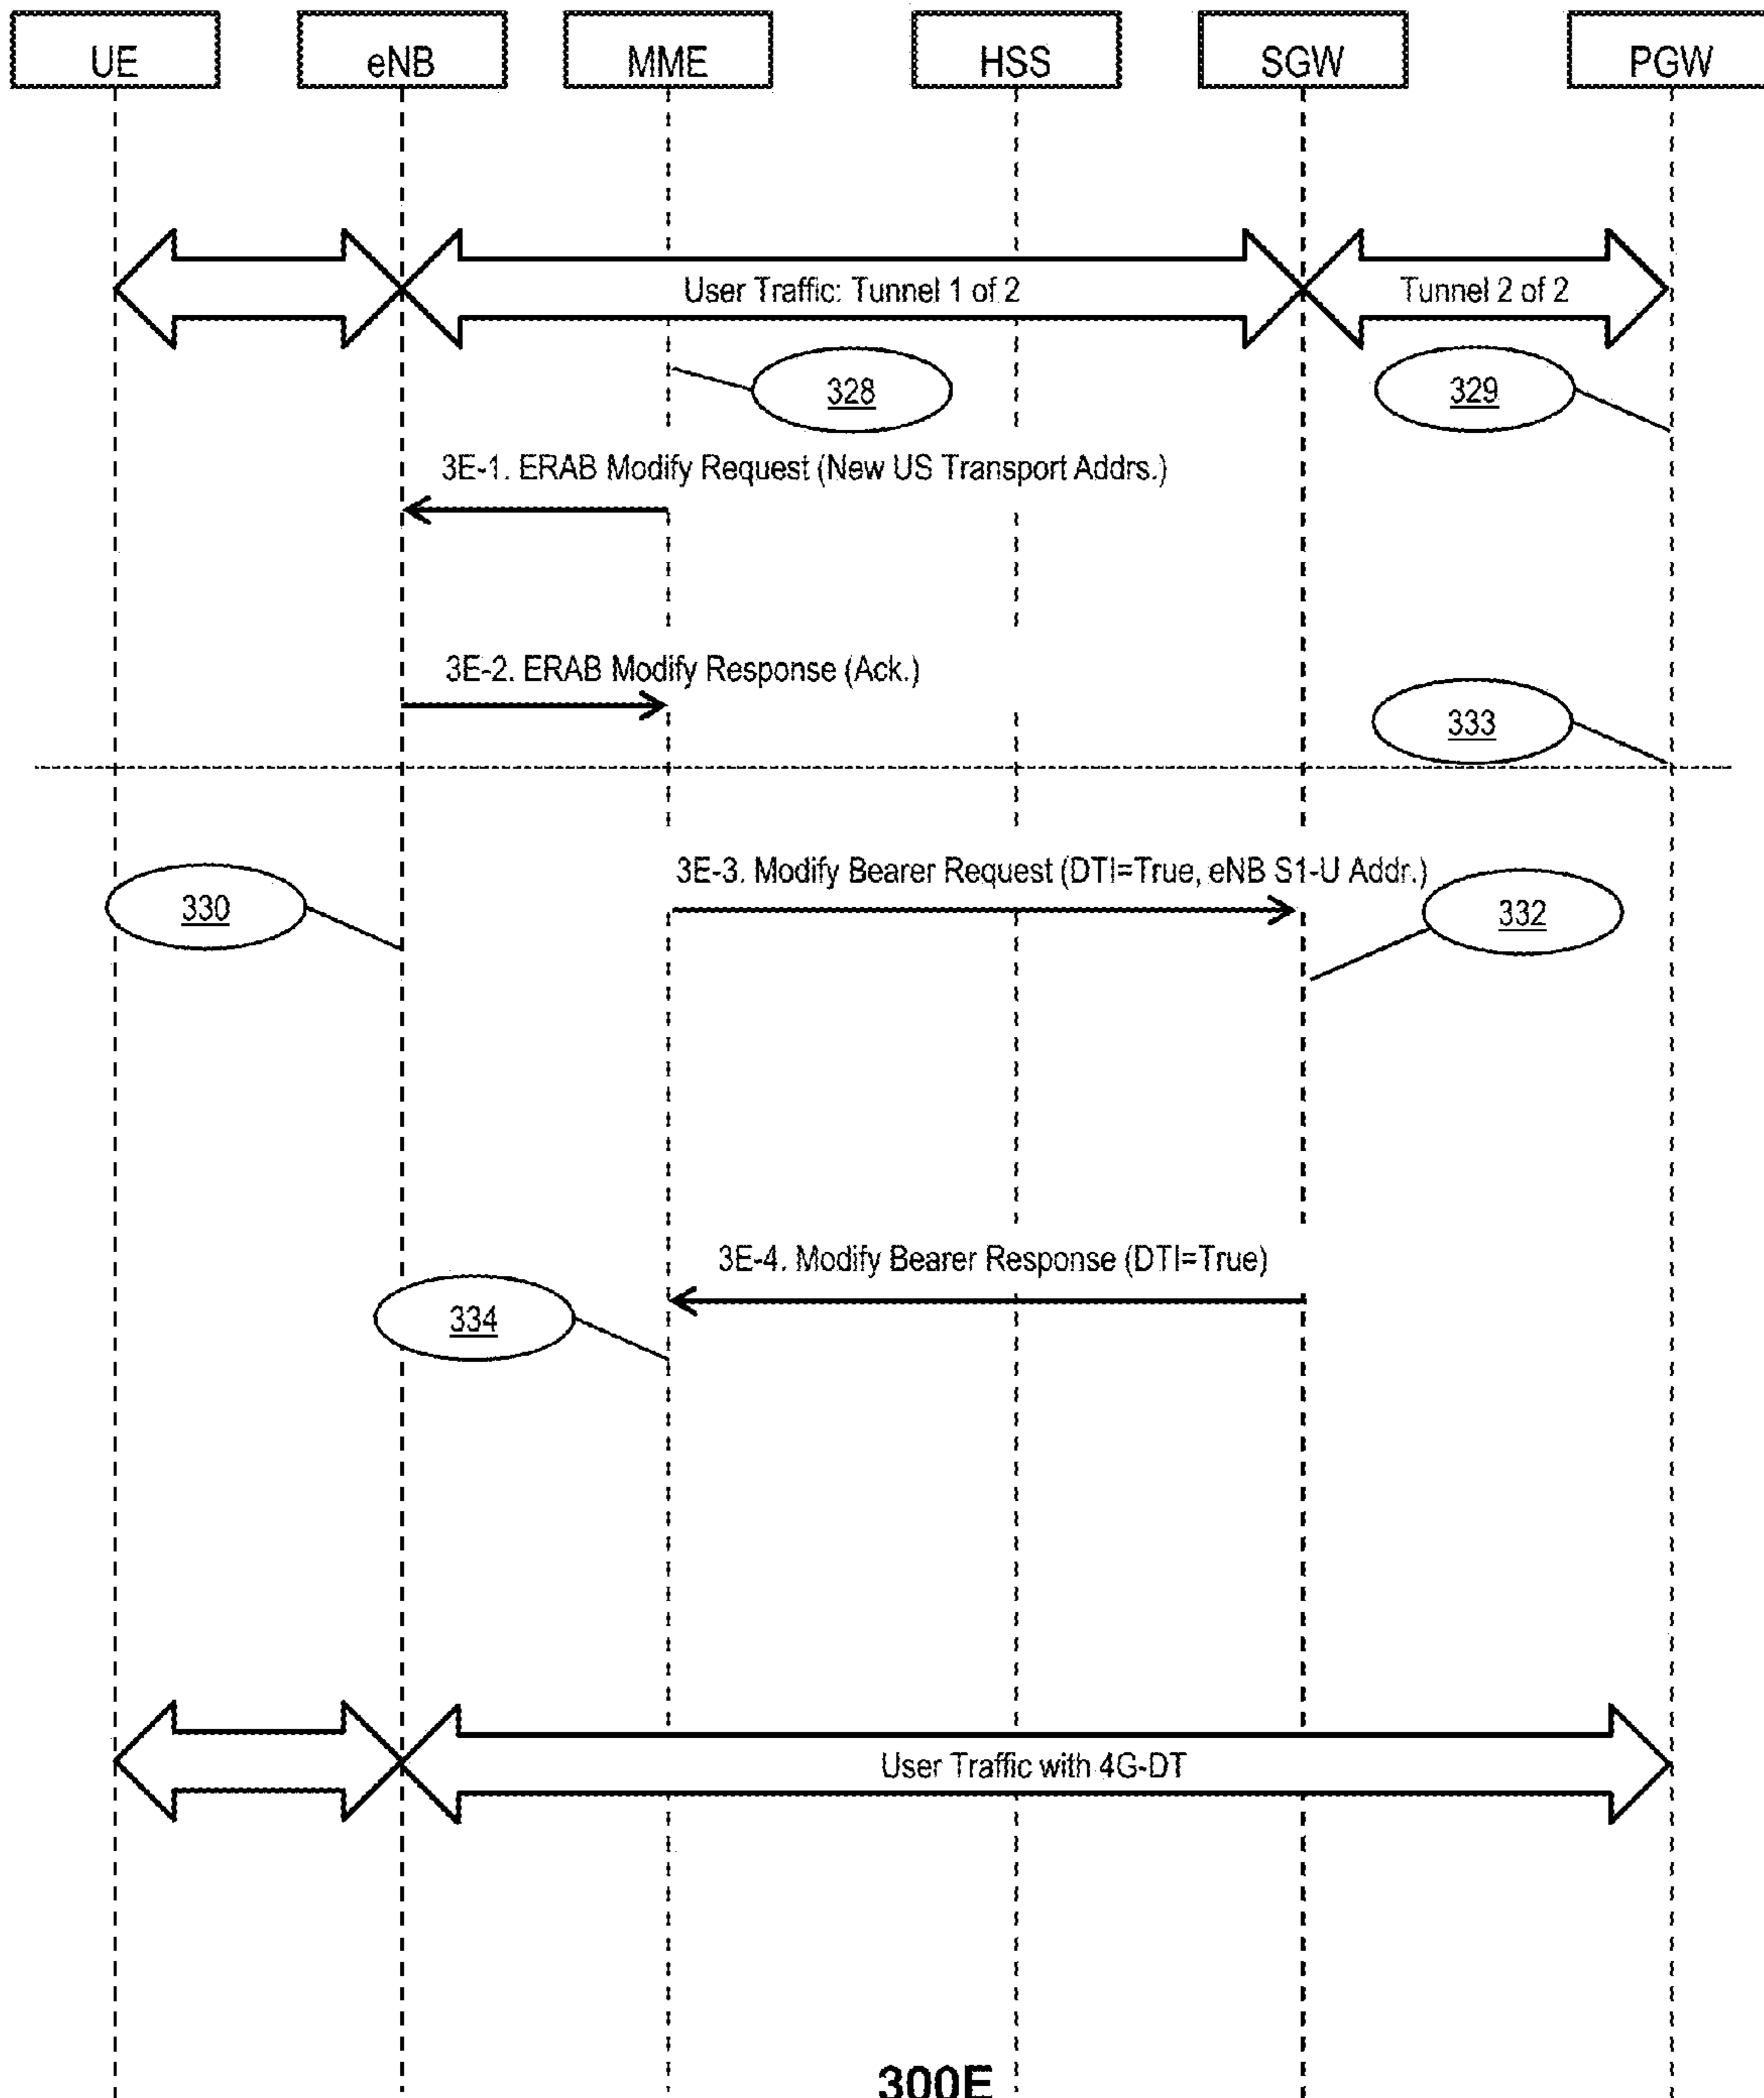 UE eNB MME HSS SGW PGW
User Traffic: Tunnel 1 of 2 Tunnel 2 of 2
328 329
3E-1. ERAB Modify Request (New US Transport Addrs.)
3E-2. ERAB Modify Response (Ack.)
333
3E-3. Modify Bearer Request (DTI=True, eNB S1-U Addr.)
330 332
3E-4. Modify Bearer Response (DTI=True)
334
User Traffic with 4G-DT
300E